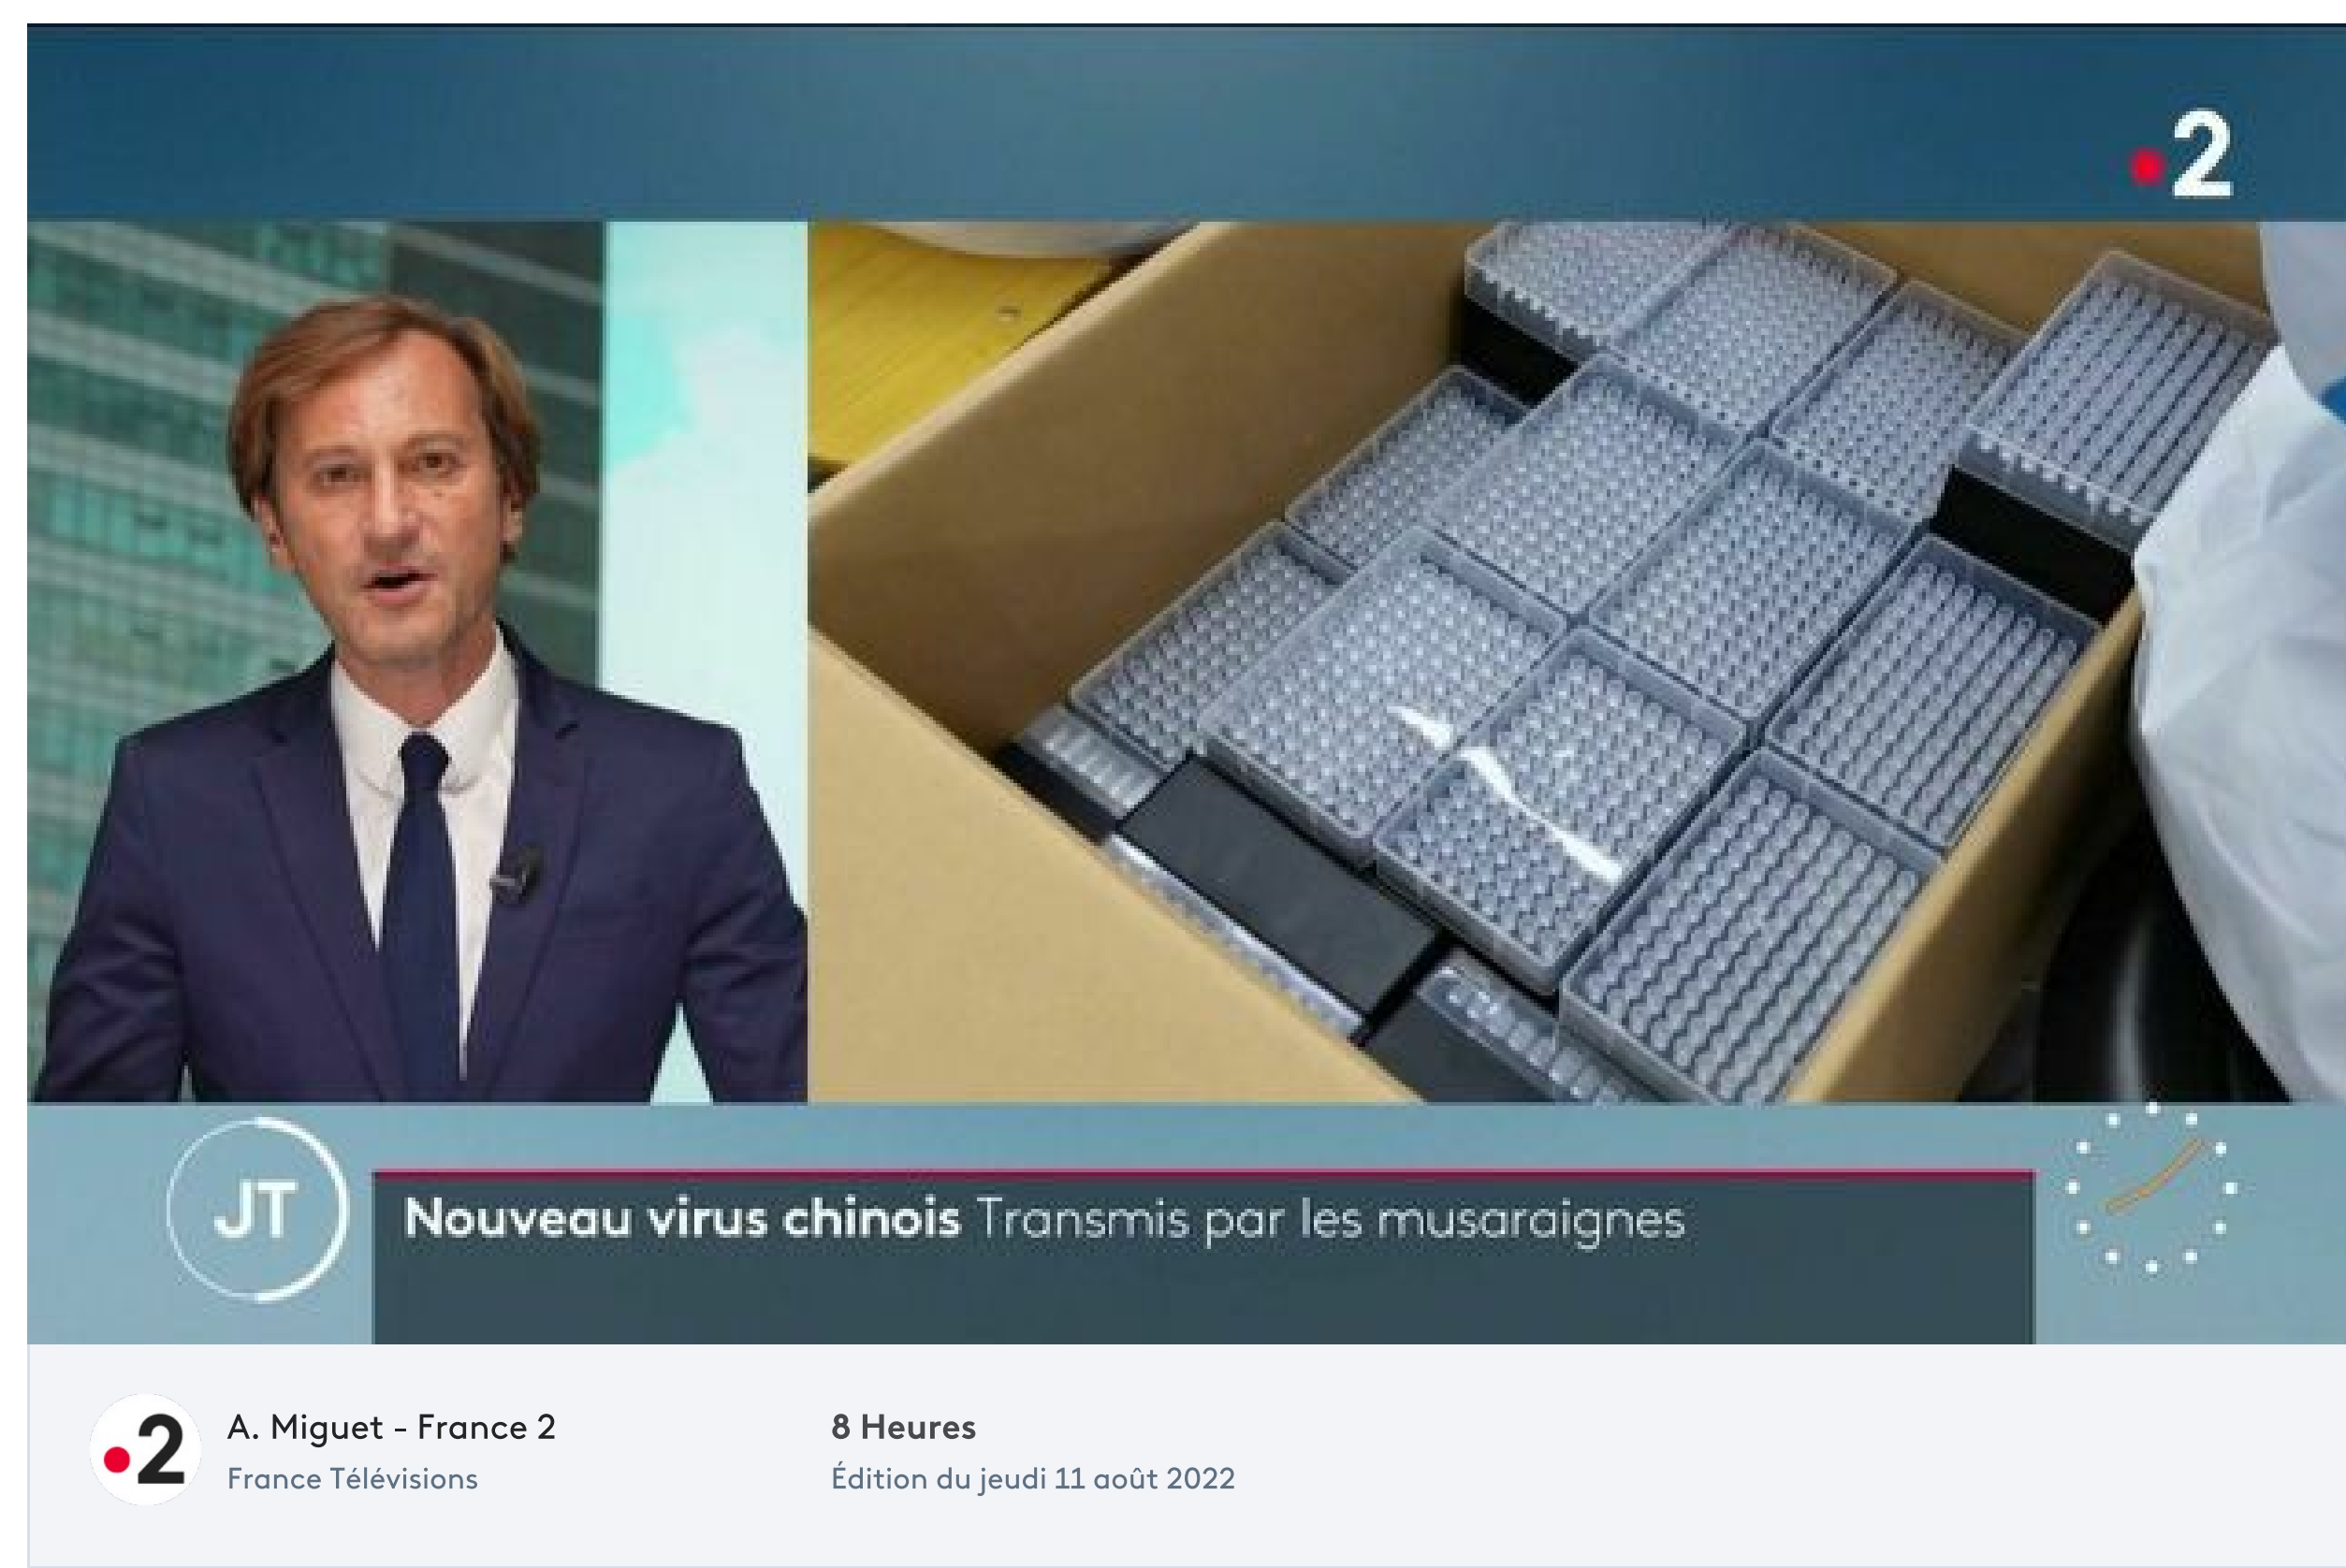 2
JT
Nouveau virus chinois Transmis par les musaraignes
2
A. Miguet - France 2
France Télévisions
8 Heures
Édition du jeudi 11 août 2022